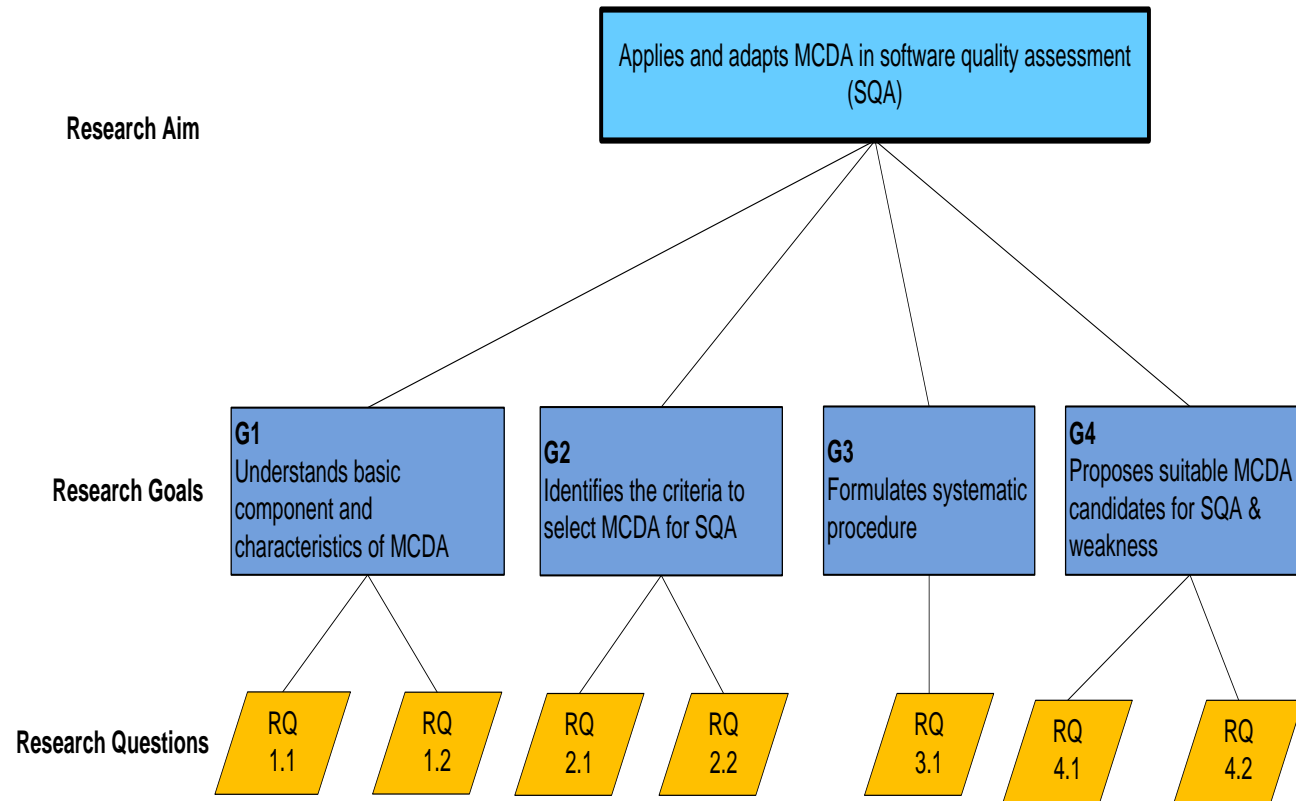 Applies and adapts MCDA in software quality assessment
(SQA)
Research Aim
G1
Understands basic
component and
characteristics of MCDA
G2
Identifies the criteria to
select MCDA for SQA
G3
Formulates systematic
procedure
G4
Proposes suitable MCDA
candidates for SQA &
weakness
Research Goals
RQ
1.1
RQ
1.2
RQ
2.1
RQ
2.2
RQ
3.1
RQ
4.1
RQ
4.2
Research Questions